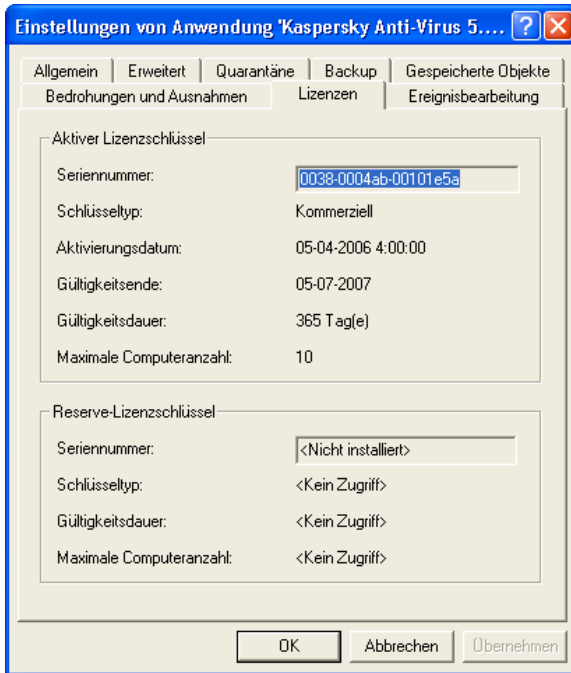 Einstellungen von Anwendung 'Kaspersky Anti-Virus 5....
Allgemein Erweitert Quarantäne Backup Gespeicherte Objekte
Bedrohungen und Ausnahmen Lizenzen Ereignisbearbeitung
Aktiver Lizenzschlüssel
Seriennummer: 0038-0004ab-00101e5a
Schlüsseltyp: Kommerziell
Aktivierungsdatum: 05-04-2006 4:00:00
Gültigkeitsende: 05-07-2007
Gültigkeitsdauer: 365 Tag(e)
Maximale Computeranzahl: 10
Reserve-Lizenzschlüssel
Seriennummer: <Nicht installiert>
Schlüsseltyp: <Kein Zugriff>
Gültigkeitsdauer: <Kein Zugriff>
Maximale Computeranzahl: <Kein Zugriff>
OK Abbrechen Übernehmen